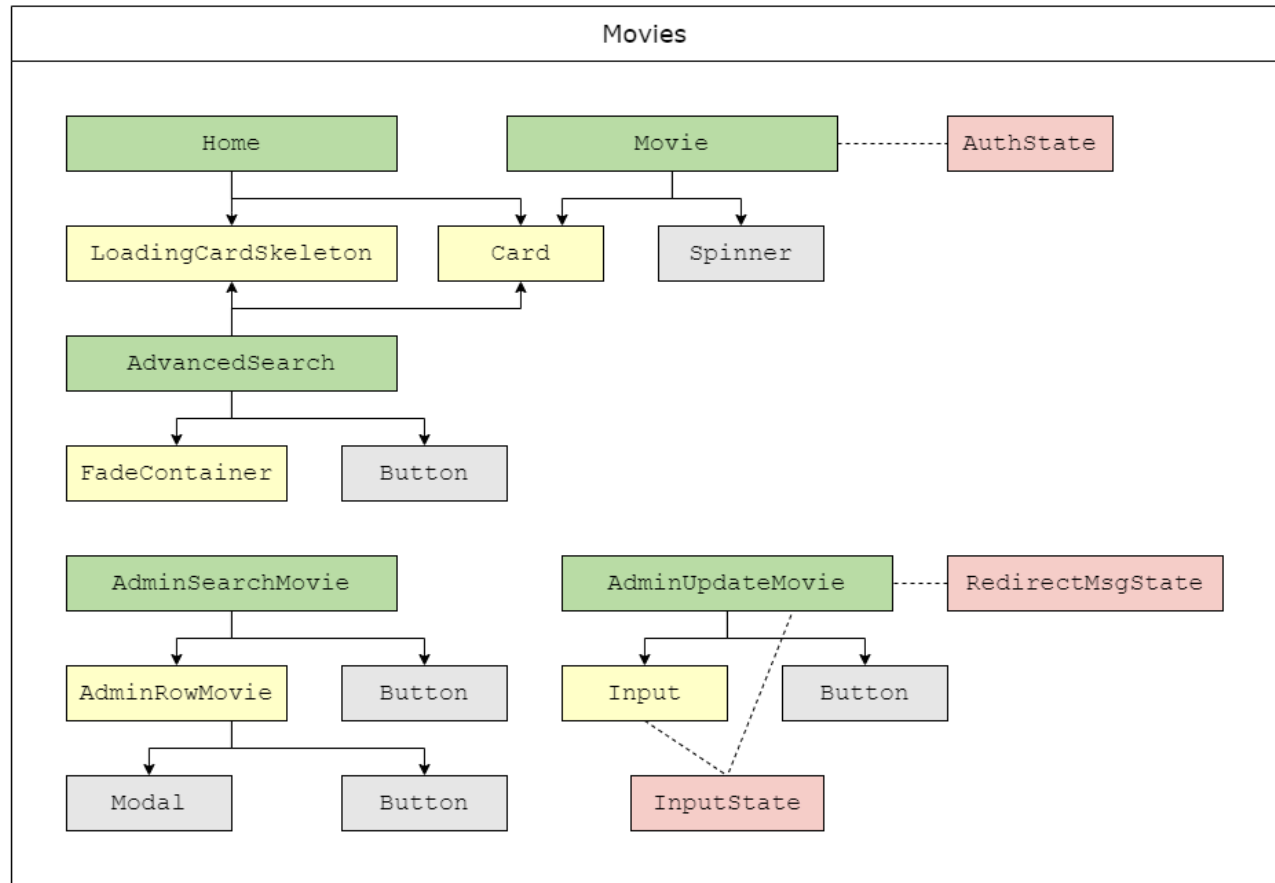 Movies
Home
Movie
AuthState
LoadingCardSkeleton
Card
Spinner
AdvancedSearch
FadeContainer
Button
AdminSearchMovie
AdminUpdateMovie
RedirectMsgState
AdminRowMovie
Button
Input
Button
Modal
Button
InputState